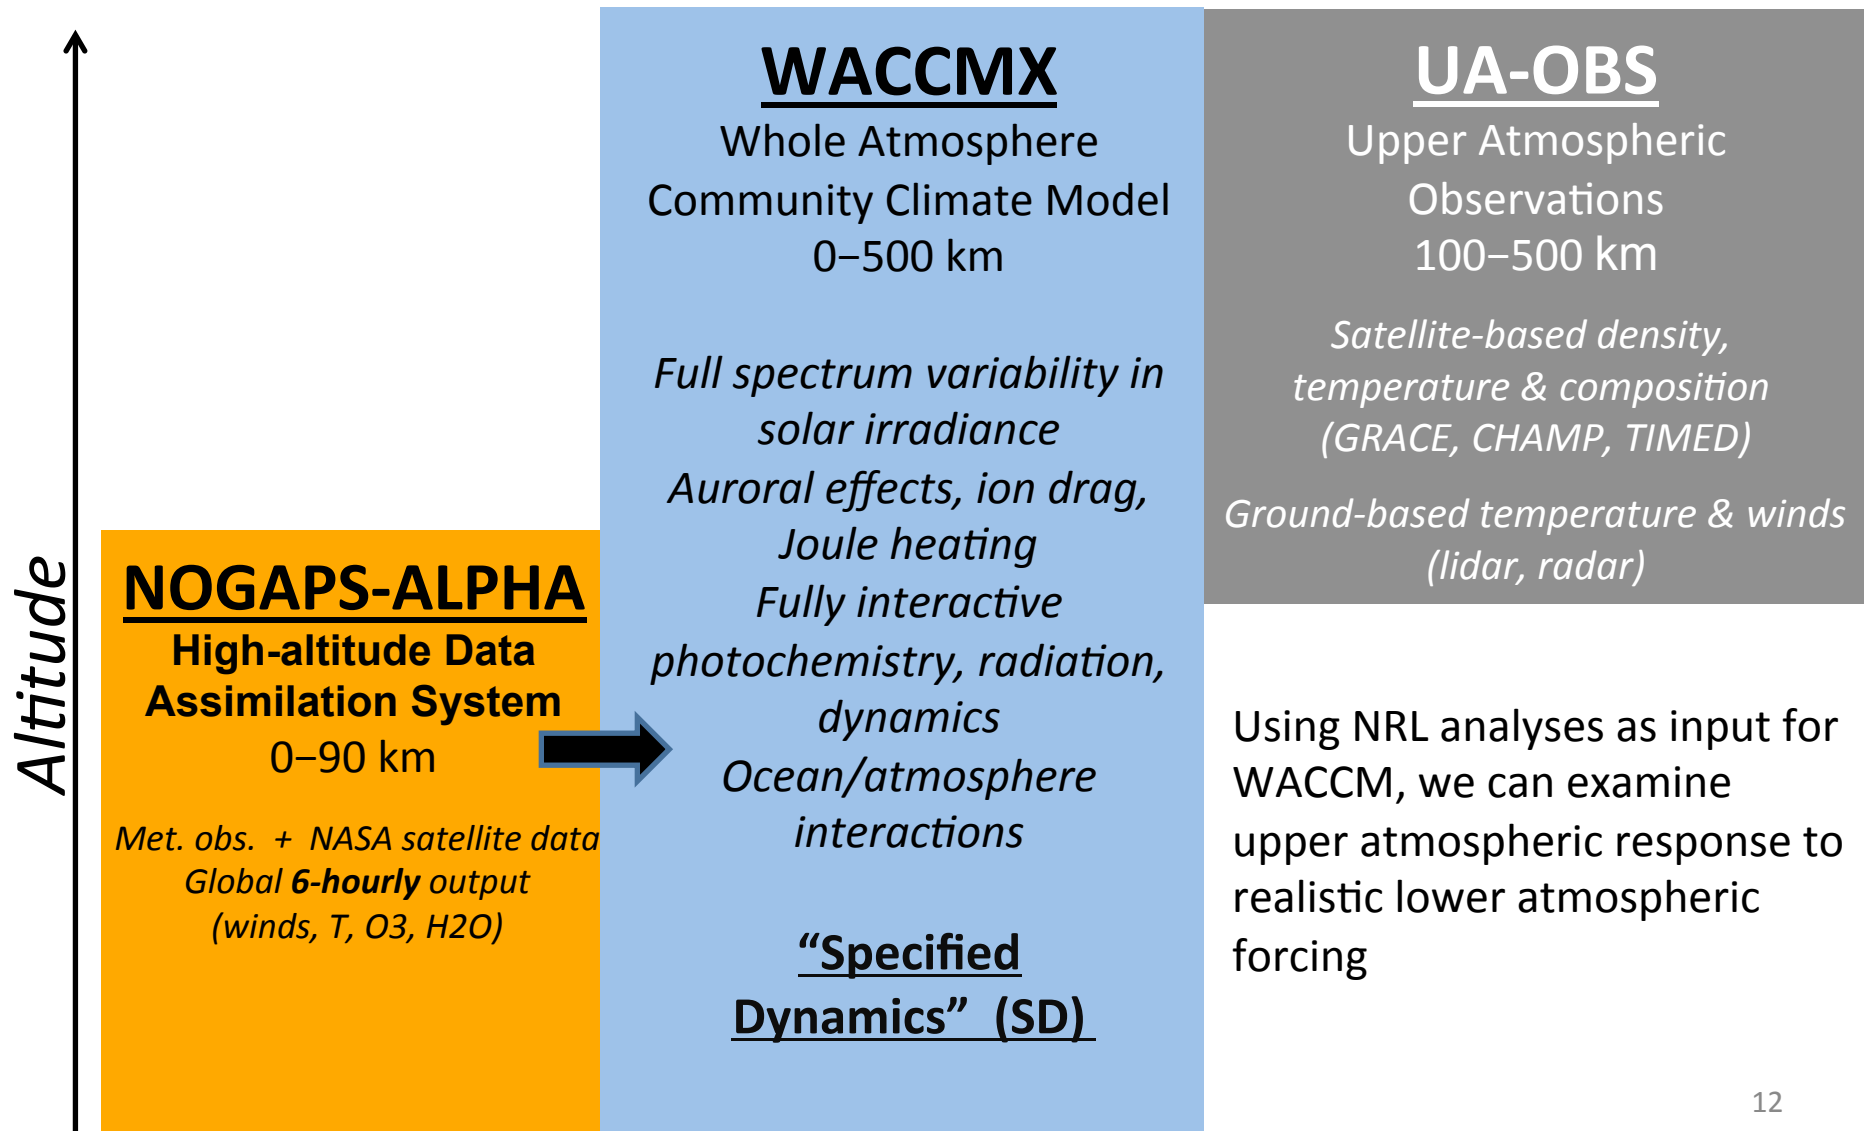 Altitude
NOGAPS-ALPHA
High-altitude Data
Assimilation System
0−90 km
Met. obs. + NASA satellite data
Global 6-hourly output
(winds, T, O3, H2O)
WACCMX
Whole Atmosphere
Community Climate Model
0−500 km
Full spectrum variability in
solar irradiance
Auroral effects, ion drag,
Joule heating
Fully interactive
photochemistry, radiation,
dynamics
Ocean/atmosphere
interactions
“Specified
Dynamics” (SD)
UA-OBS
Upper Atmospheric
Observations
100−500 km
Satellite-based density,
temperature & composition
(GRACE, CHAMP, TIMED)
Ground-based temperature & winds
(lidar, radar)
Using NRL analyses as input for
WACCM, we can examine
upper atmospheric response to
realistic lower atmospheric
forcing
12